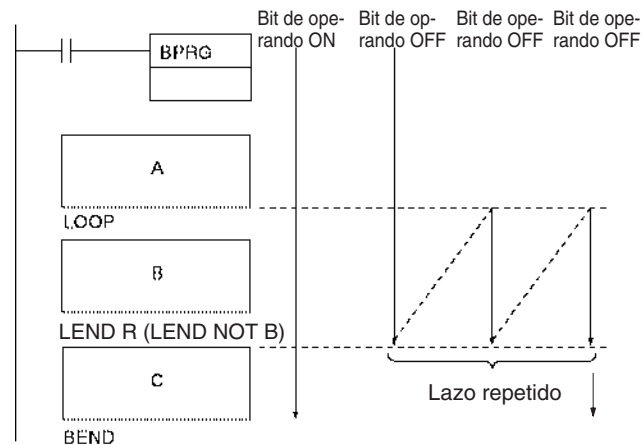 Bit de ope-
rando ON
Bit de op-
rando OFF
Bit de ope-
rando OFF
Bit de ope-
rando OFF
BPRG
A
LOOP
B
LEND R (LEND NOT B)
C
Lazo repetido
BEND